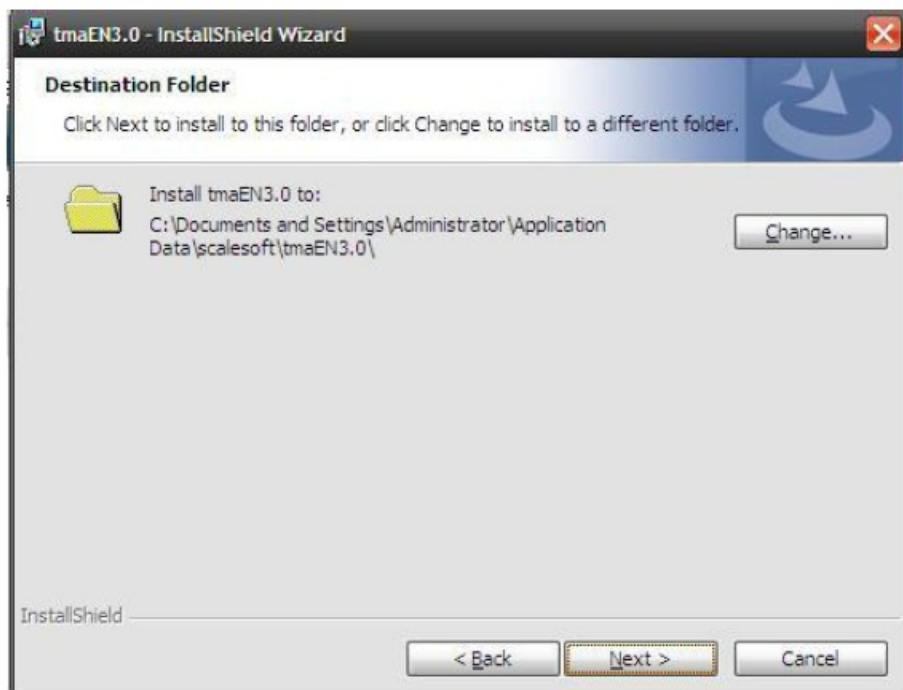 tmaEN3.0 - InstallShield Wizard
Destination Folder
Click Next to install to this folder, or click Change to install to a different folder.
Install tmaEN3.0 to:
C:\Documents and Settings\Administrator\Application
Data\scalesoft\tmaEN3.0\
Change...
InstallShield
< Back
Next >
Cancel